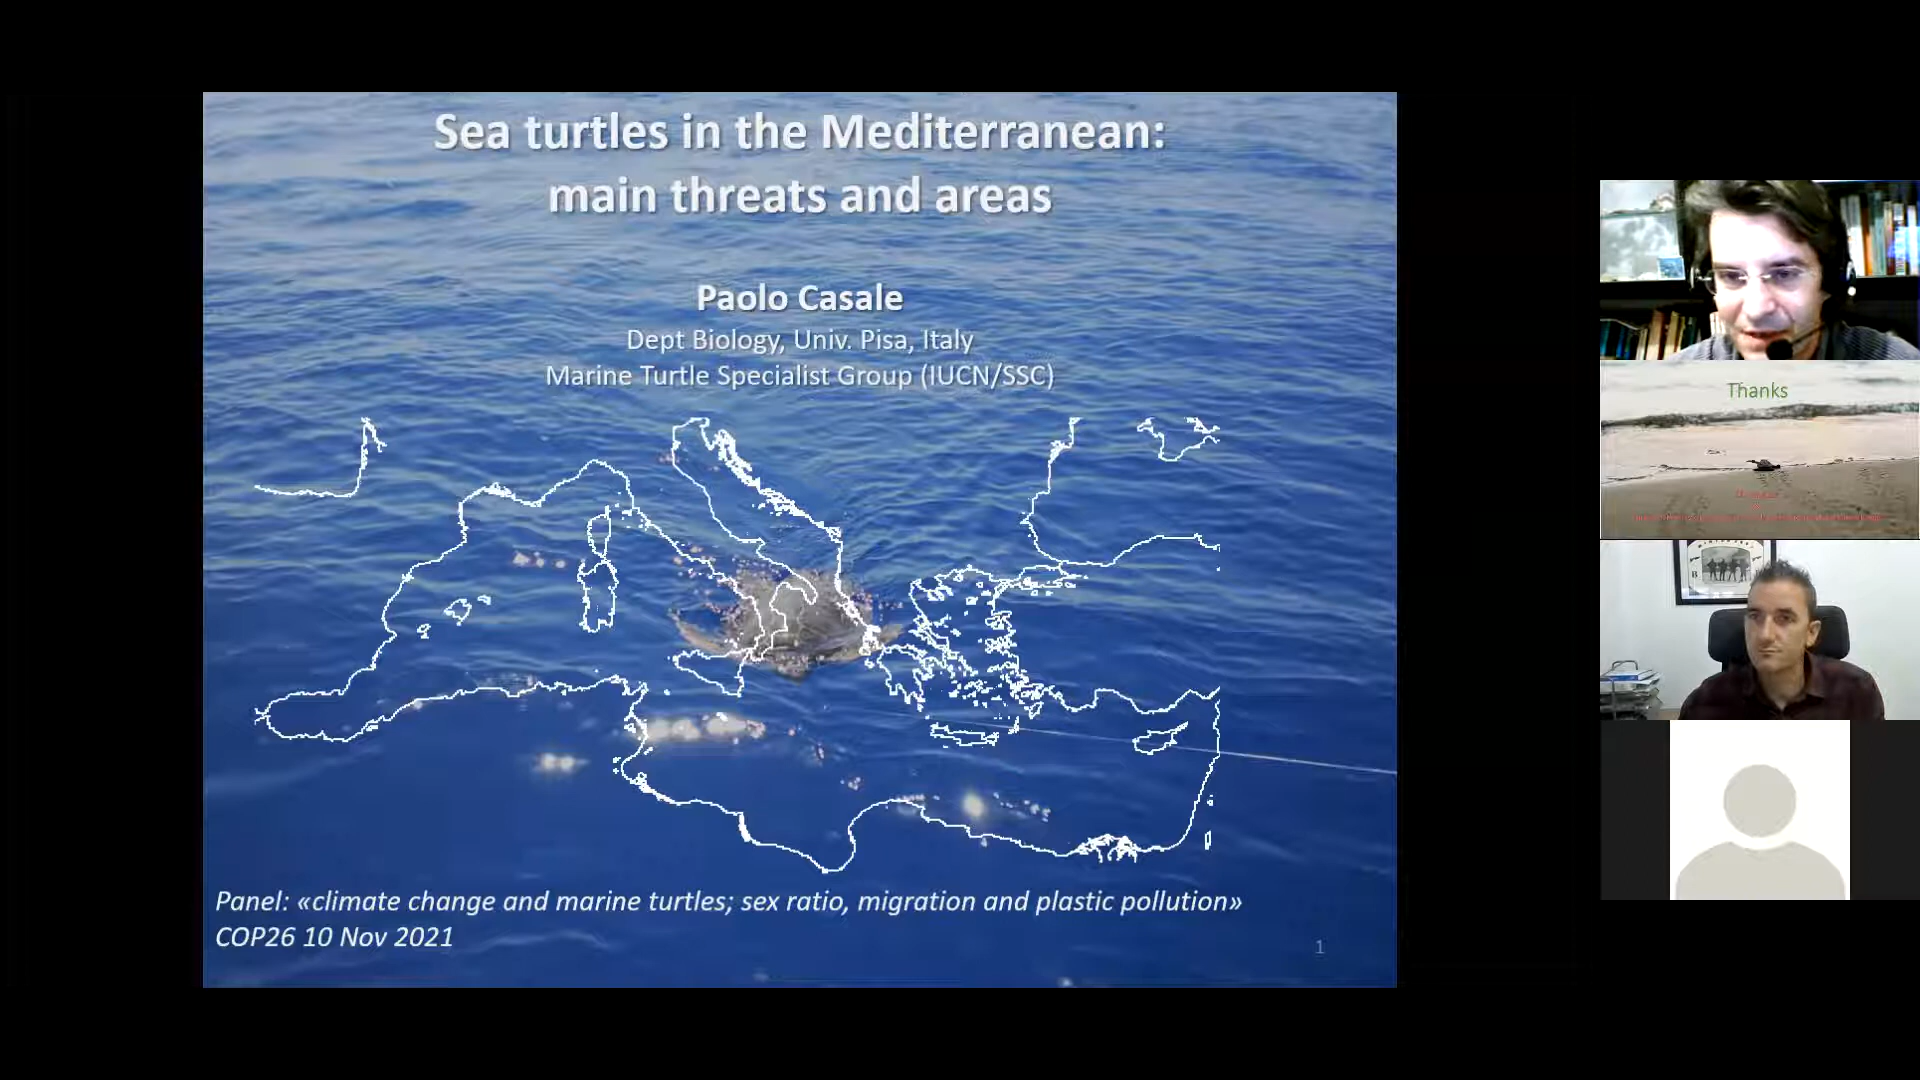 Sea turtles in the Mediterranean:
main threats and areas
Paolo Casale
Dept Biology, Univ. Pisa, Italy
Marine Turtle Specialist Group (IUCN/SSC)
Panel: «climate change and marine turtles; sex ratio, migration and plastic pollution»
COP26 10 Nov 2021
1
Thanks